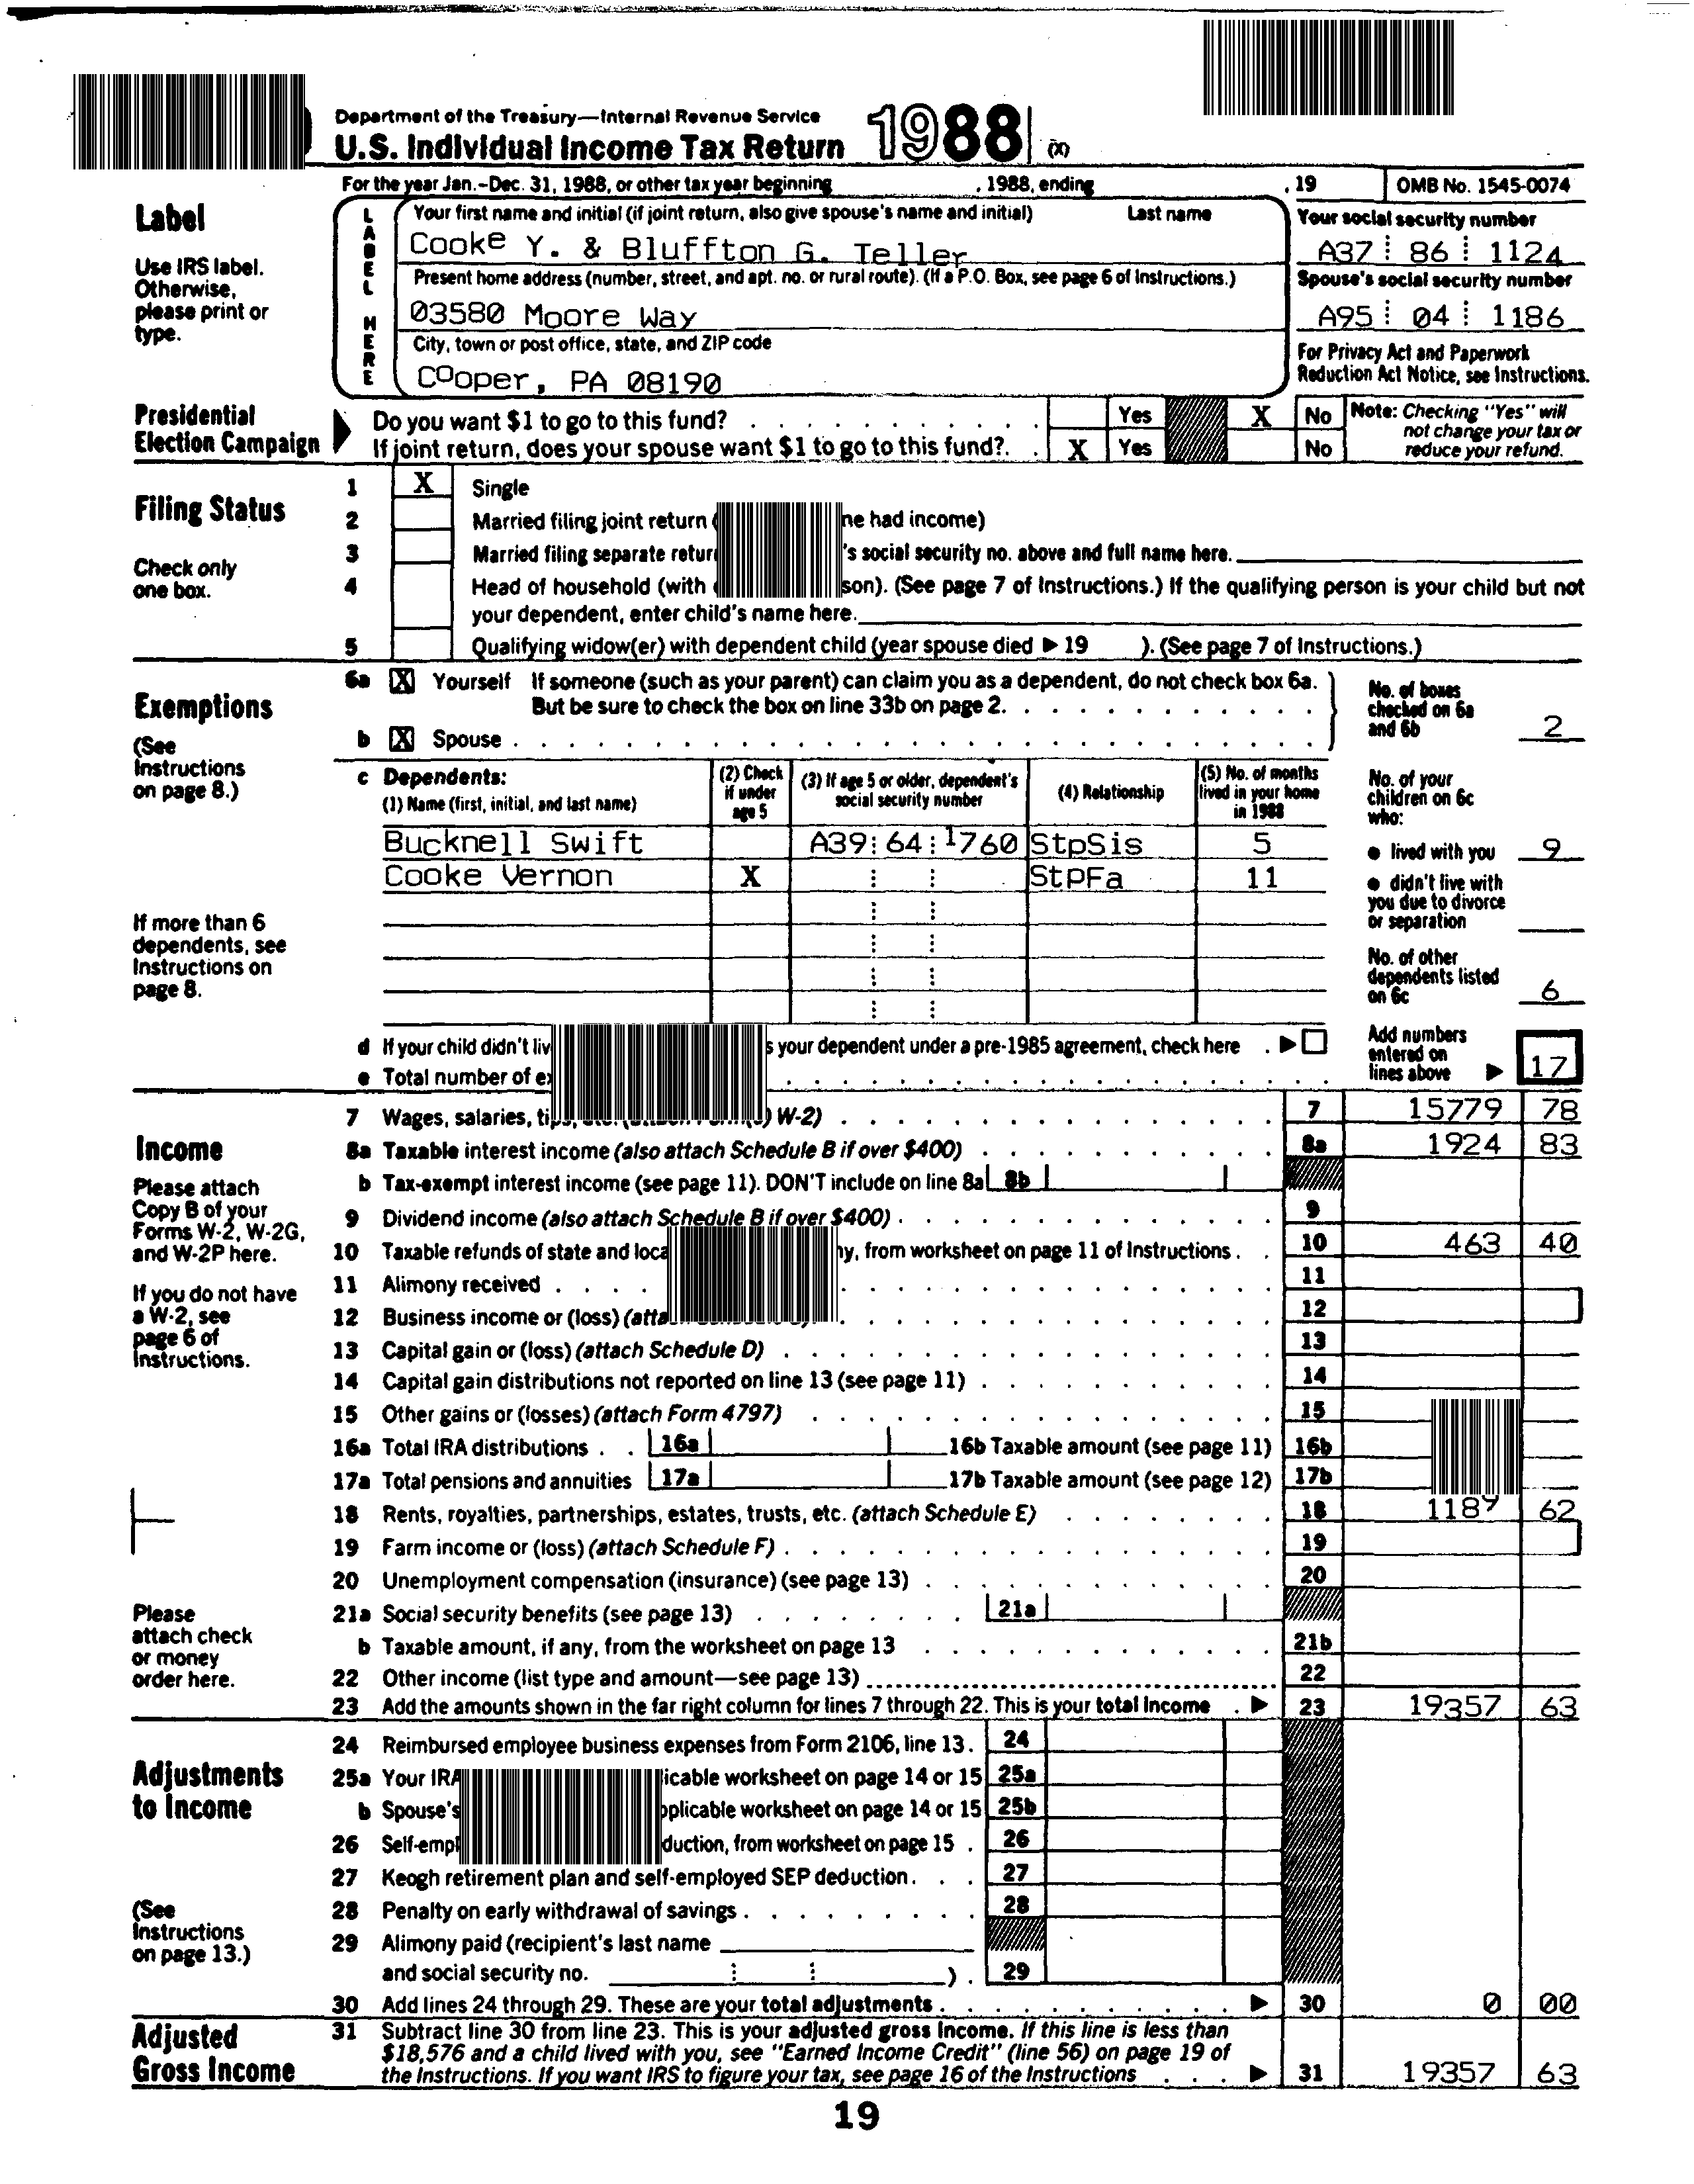 Department of the Treasury—Internal Revenue Service
U.S. Individual Income Tax Return 1988 (X)
For the year Jan.–Dec. 31, 1988, or other tax year beginning , 1988, ending , 19 OMB No. 1545-0074
Label
Use IRS label. Otherwise, please print or type.
LABEL HERE
Your first name and initial (if joint return, also give spouse's name and initial) Last name
Cooke Y. & Bluffton G. Teller
Your social security number
A37 86 1124
Present home address (number, street, and apt. no. or rural route). (If a P.O. Box, see page 6 of Instructions.)
03580 Moore Way
Spouse's social security number
A95 04 1186
City, town or post office, state, and ZIP code
Cooper, PA 08190
For Privacy Act and Paperwork Reduction Act Notice, see Instructions.
Presidential Election Campaign
Do you want $1 to go to this fund? Yes X No
If joint return, does your spouse want $1 to go to this fund? X Yes No
Note: Checking "Yes" will not change your tax or reduce your refund.
Filing Status
Check only one box.
1 X Single
2 Married filing joint return ne had income)
3 Married filing separate 's social security no. above and full name here.
4 Head of household (with son). (See page 7 of Instructions.) If the qualifying person is your child but not
your dependent, enter child's name here.
5 Qualifying widow(er) with dependent child (year spouse died ▶ 19 ). (See page 7 of Instructions.)
Exemptions
(See Instructions on page 8.)
6a X Yourself If someone (such as your parent) can claim you as a dependent, do not check box 6a.
But be sure to check the box on line 33b on page 2.
b X Spouse
No. of boxes checked on 6a and 6b 2
c Dependents:
(1) Name (first, initial, and last name) (2) Check if under age 5 (3) If age 5 or older, dependent's social security number (4) Relationship (5) No. of months lived in your home in 1988
Bucknell Swift A39 64 1760 StpSis 5
Cooke Vernon X StpFa 11
No. of your children on 6c who:
● lived with you 9
● didn't live with you due to divorce or separation
No. of other dependents listed on 6c 6
If more than 6 dependents, see Instructions on page 8.
d If your child didn't s your dependent under a pre-1985 agreement, check here ▶
e Total number of
Add numbers entered on lines above ▶ 17
Income
Please attach Copy B of your Forms W-2, W-2G, and W-2P here.
If you do not have a W-2, see page 6 of Instructions.
Please attach check or money order here.
7 Wages, salaries, W-2) 7 15779 78
8a Taxable interest income (also attach Schedule B if over $400) 8a 1924 83
b Tax-exempt interest income (see page 11). DON'T include on line 8a 8b
9 Dividend income (also attach Schedule B if over $400) 9
10 Taxable refunds of state and from worksheet on page 11 of Instructions 10 463 40
11 Alimony received 11
12 Business income or (loss) 12
13 Capital gain or (loss) (attach Schedule D) 13
14 Capital gain distributions not reported on line 13 (see page 11) 14
15 Other gains or (losses) (attach Form 4797) 15
16a Total IRA distributions 16a 16b Taxable amount (see page 11) 16b
17a Total pensions and annuities 17a 17b Taxable amount (see page 12) 17b
18 Rents, royalties, partnerships, estates, trusts, etc. (attach Schedule E) 18 1189 62
19 Farm income or (loss) (attach Schedule F) 19
20 Unemployment compensation (insurance) (see page 13) 20
21a Social security benefits (see page 13) 21a
b Taxable amount, if any, from the worksheet on page 13 21b
22 Other income (list type and amount—see page 13) 22
23 Add the amounts shown in the far right column for lines 7 through 22. This is your total income ▶ 23 19357 63
Adjustments to Income
(See Instructions on page 13.)
24 Reimbursed employee business expenses from Form 2106, line 13 24
25a Your IRA worksheet on page 14 or 15 25a
b Spouse's worksheet on page 14 or 15 25b
26 from worksheet on page 15 26
27 Keogh retirement plan and self-employed SEP deduction 27
28 Penalty on early withdrawal of savings 28
29 Alimony paid (recipient's last name
and social security no. ) 29
30 Add lines 24 through 29. These are your total adjustments ▶ 30 0 00
Adjusted Gross Income
31 Subtract line 30 from line 23. This is your adjusted gross income. If this line is less than
$18,576 and a child lived with you, see "Earned Income Credit" (line 56) on page 19 of
the Instructions. If you want IRS to figure your tax, see page 16 of the Instructions ▶ 31 19357 63
19